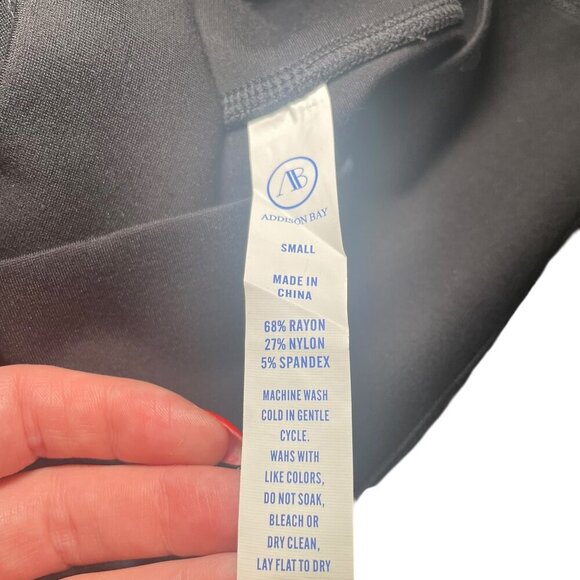 AB
ADDISON BAY
SMALL
MADE IN
CHINA
68% RAYON
27% NYLON
5% SPANDEX
MACHINE WASH
COLD IN GENTLE
CYCLE.
WAHS WITH
LIKE COLORS,
DO NOT SOAK,
BLEACH OR
DRY CLEAN,
LAY FLAT TO DRY